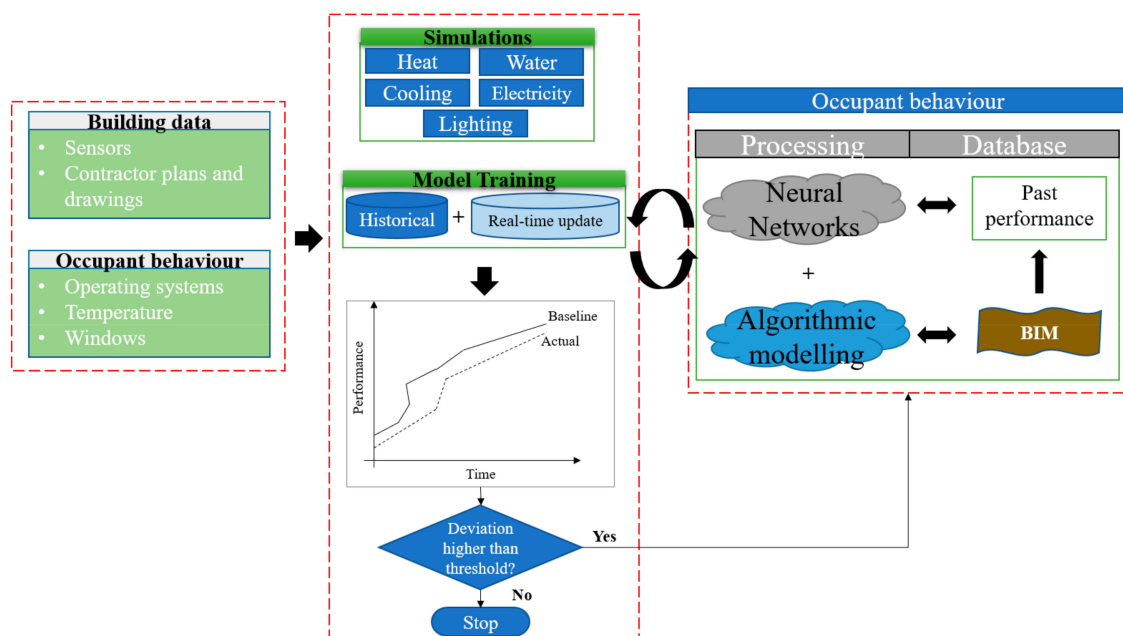 Building data
• Sensors
• Contractor plans and
drawings
Occupant behaviour
• Operating systems
• Temperature
• Windows
Simulations
Heat
Water
Cooling
Electricity
Lighting
Model Training
Historical
+
Real-time update
Performance
Baseline
Actual
Time
Deviation
higher than
threshold?
Yes
No
Stop
Occupant behaviour
Processing
Database
Neural
Networks
Past
performance
+
Algorithmic
modelling
BIM